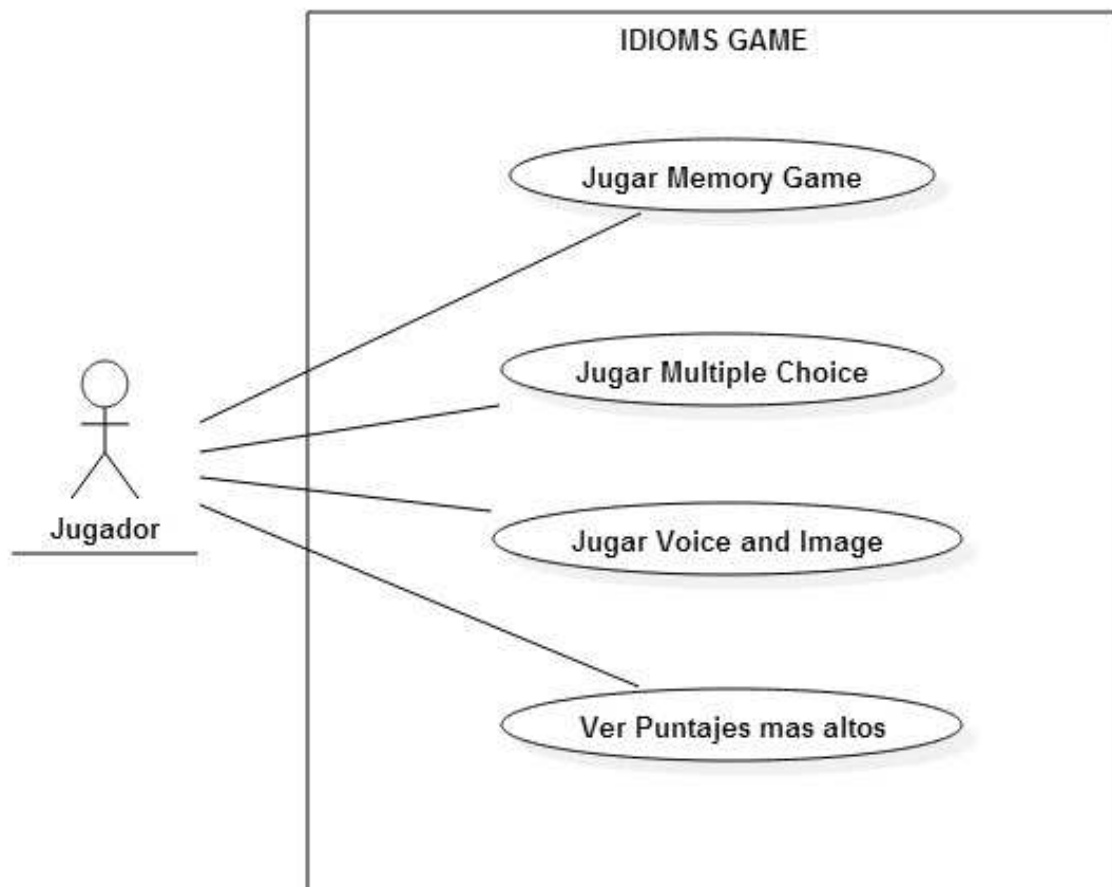 IDIOMS GAME
Jugar Memory Game
Jugar Multiple Choice
Jugar Voice and Image
Jugador
Ver Puntajes mas altos